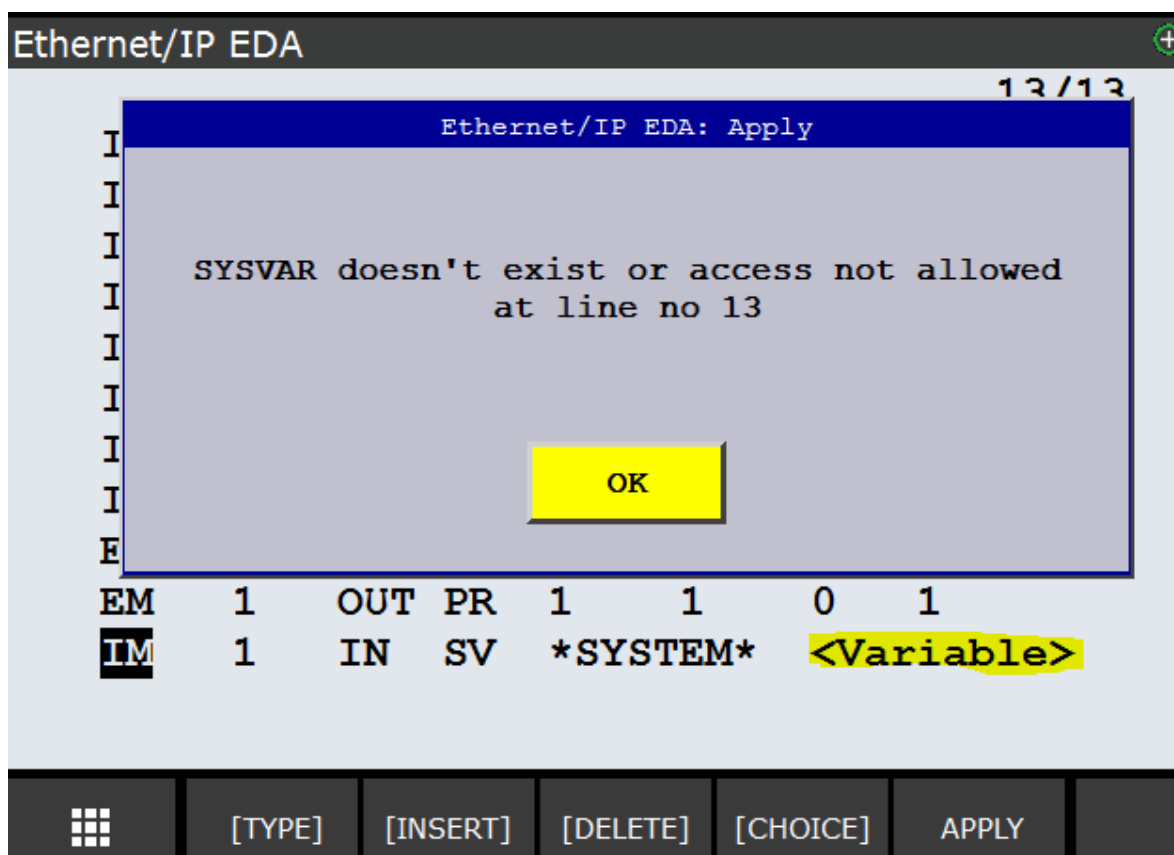 Ethernet/IP EDA
13/13
Ethernet/IP EDA: Apply
I
I
I
SYSVAR doesn't exist or access not allowed
I
at line no 13
I
I
I
I
OK
E
EM 1 OUT PR 1 1 0 1
IM 1 IN SV *SYSTEM* <Variable>
[TYPE] [INSERT] [DELETE] [CHOICE] APPLY